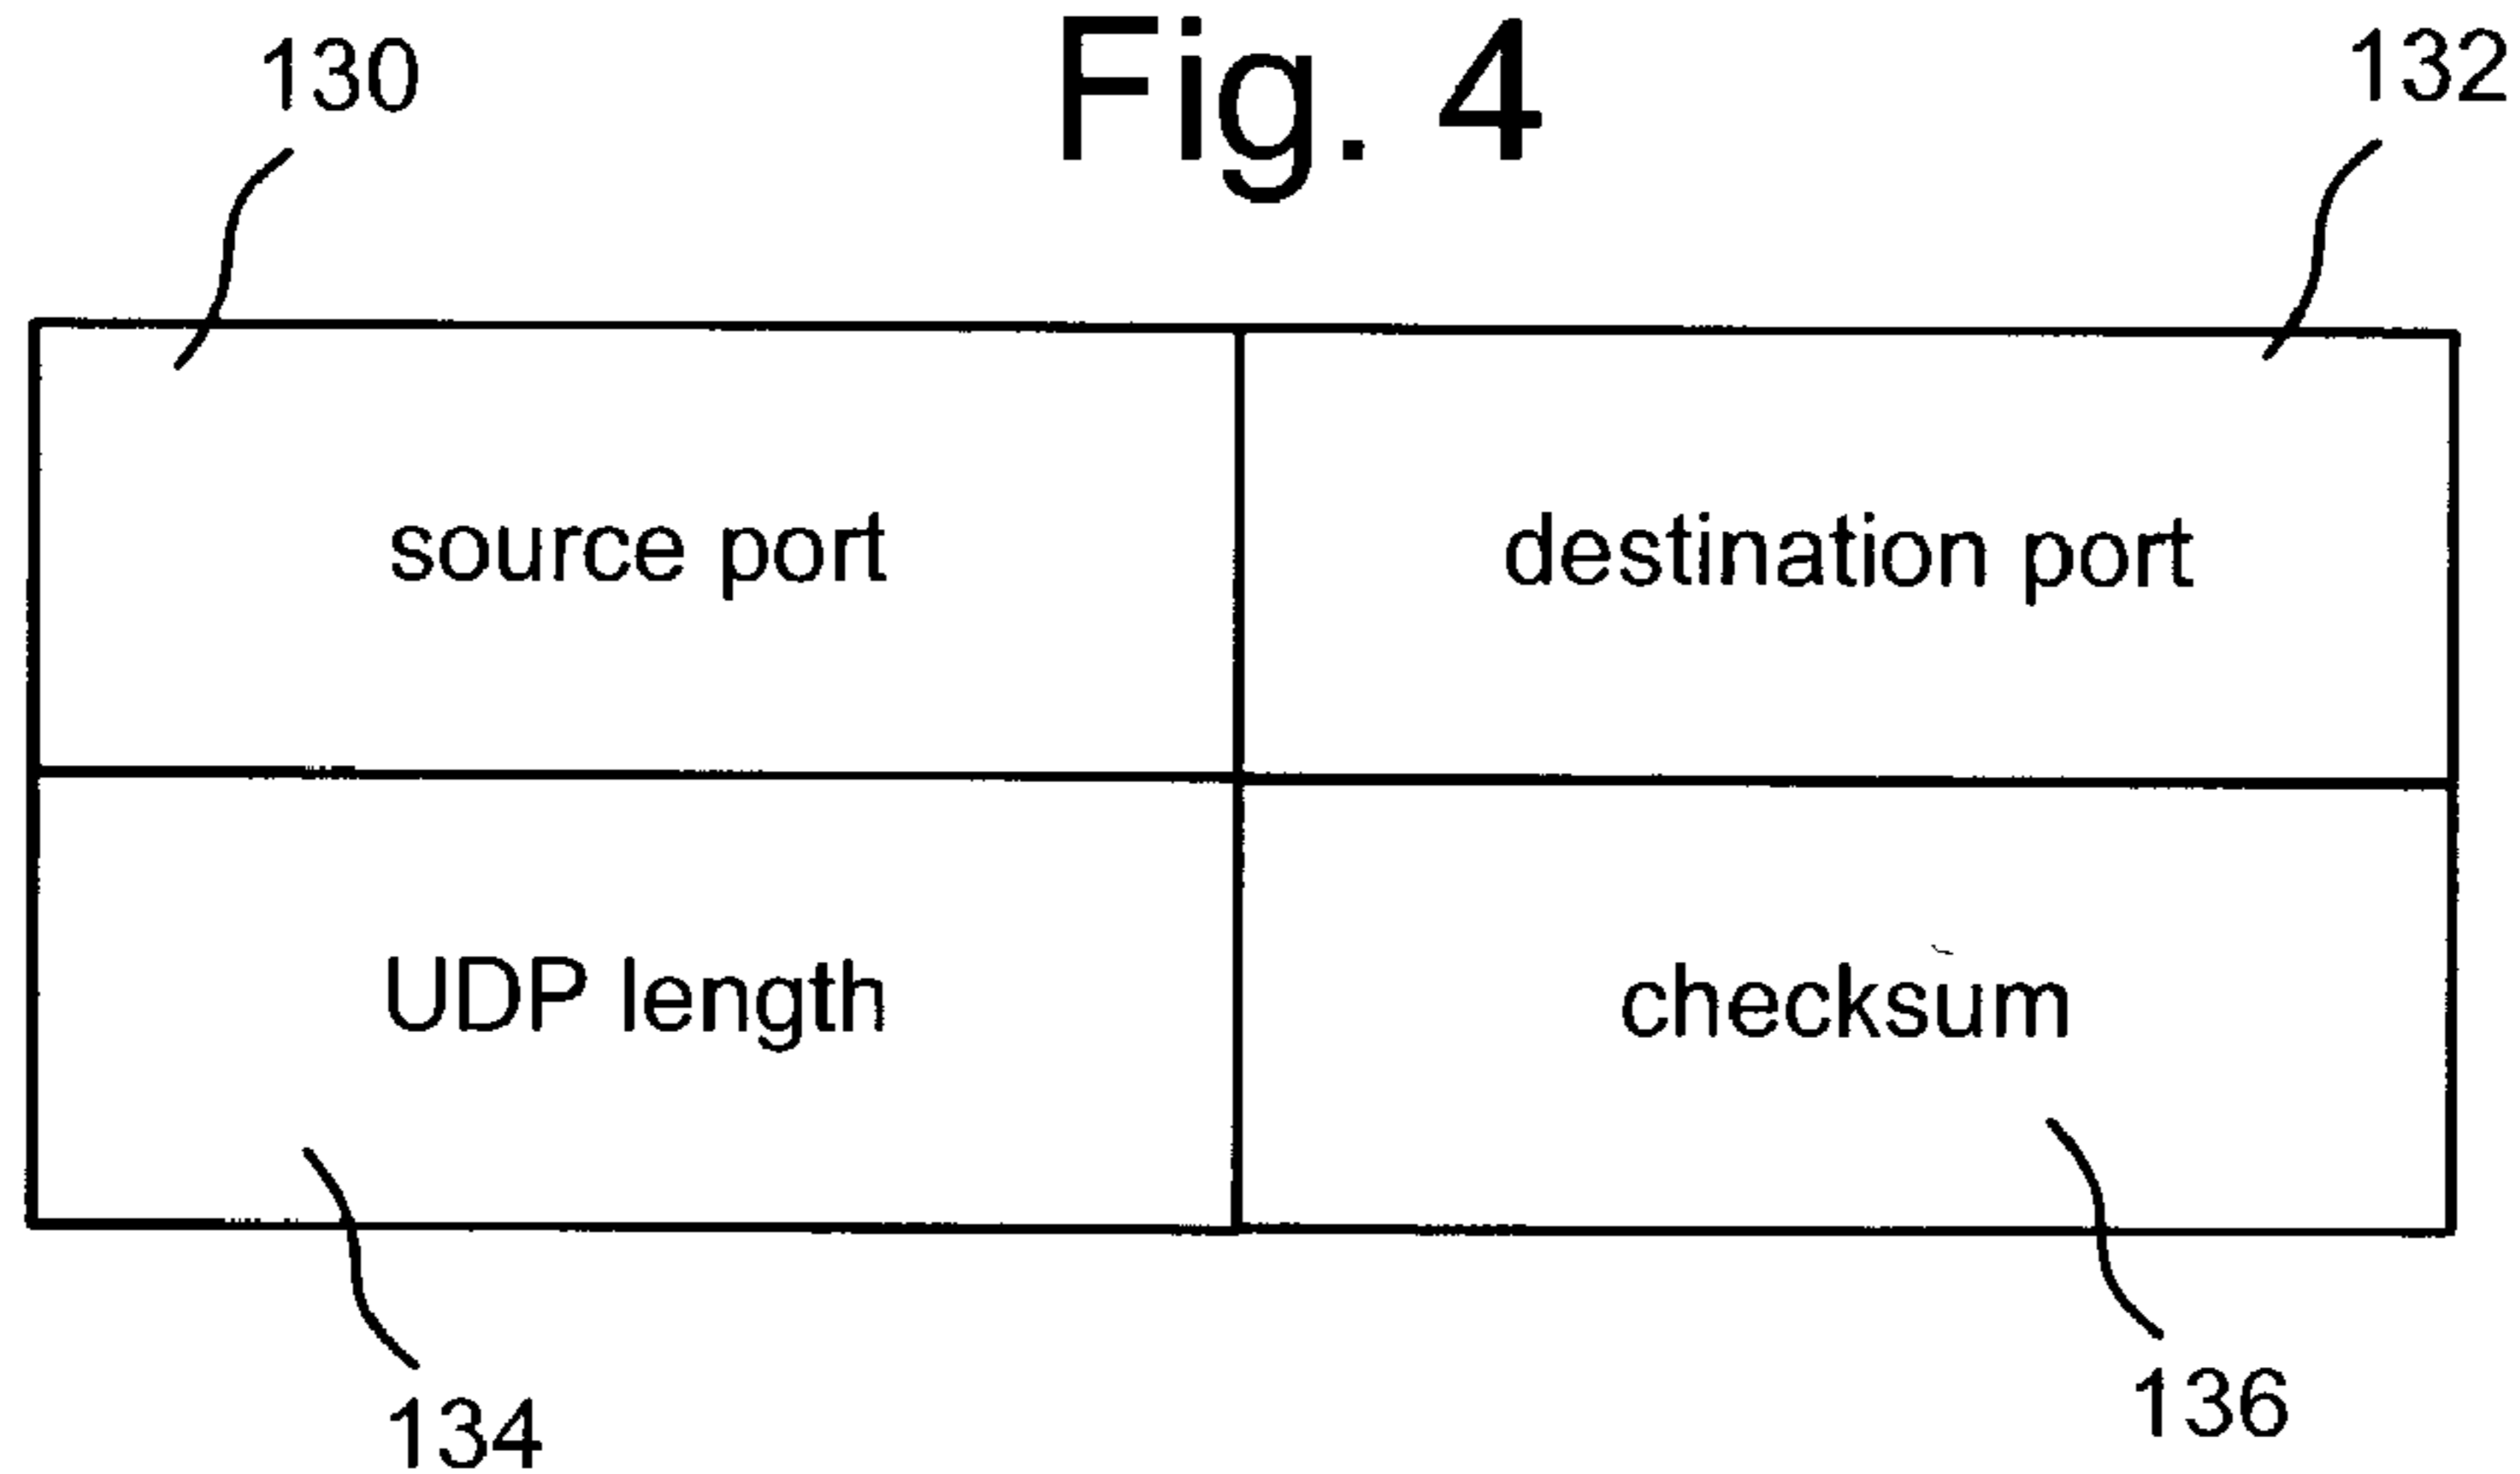 Fig. 4
130
132
source port
destination port
UDP length
checksum
134
136